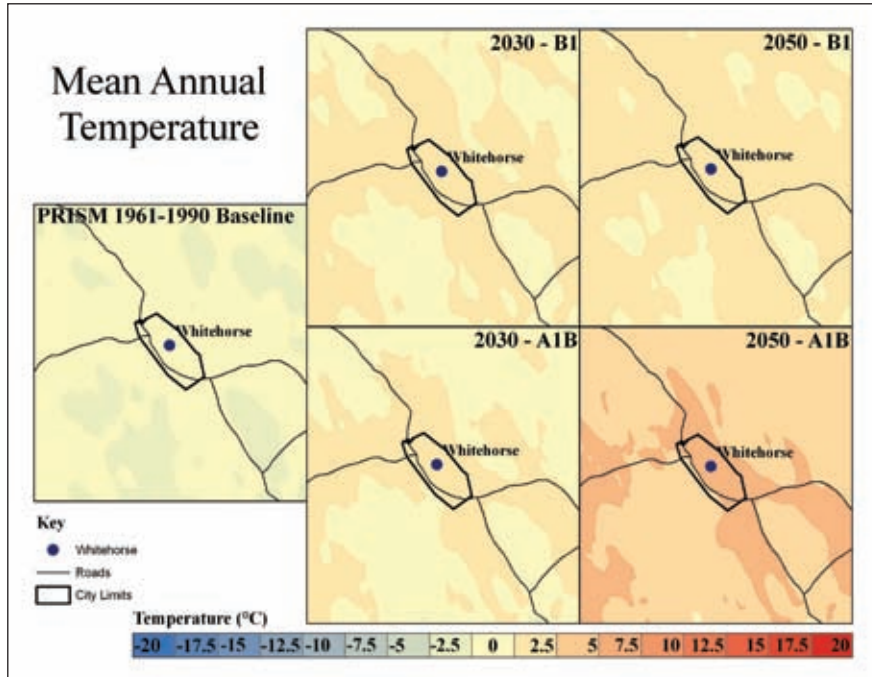 Mean Annual
Temperature
2030 - B1
2050 - B1
Whitehorse
Whitehorse
PRISM 1961-1990 Baseline
Whitehorse
2030 - A1B
2050 - A1B
Whitehorse
Whitehorse
Key
Whitehorse
Roads
City Limits
Temperature (°C)
-20 -17.5 -15 -12.5 -10 -7.5 -5 -2.5 0 2.5 5 7.5 10 12.5 15 17.5 20